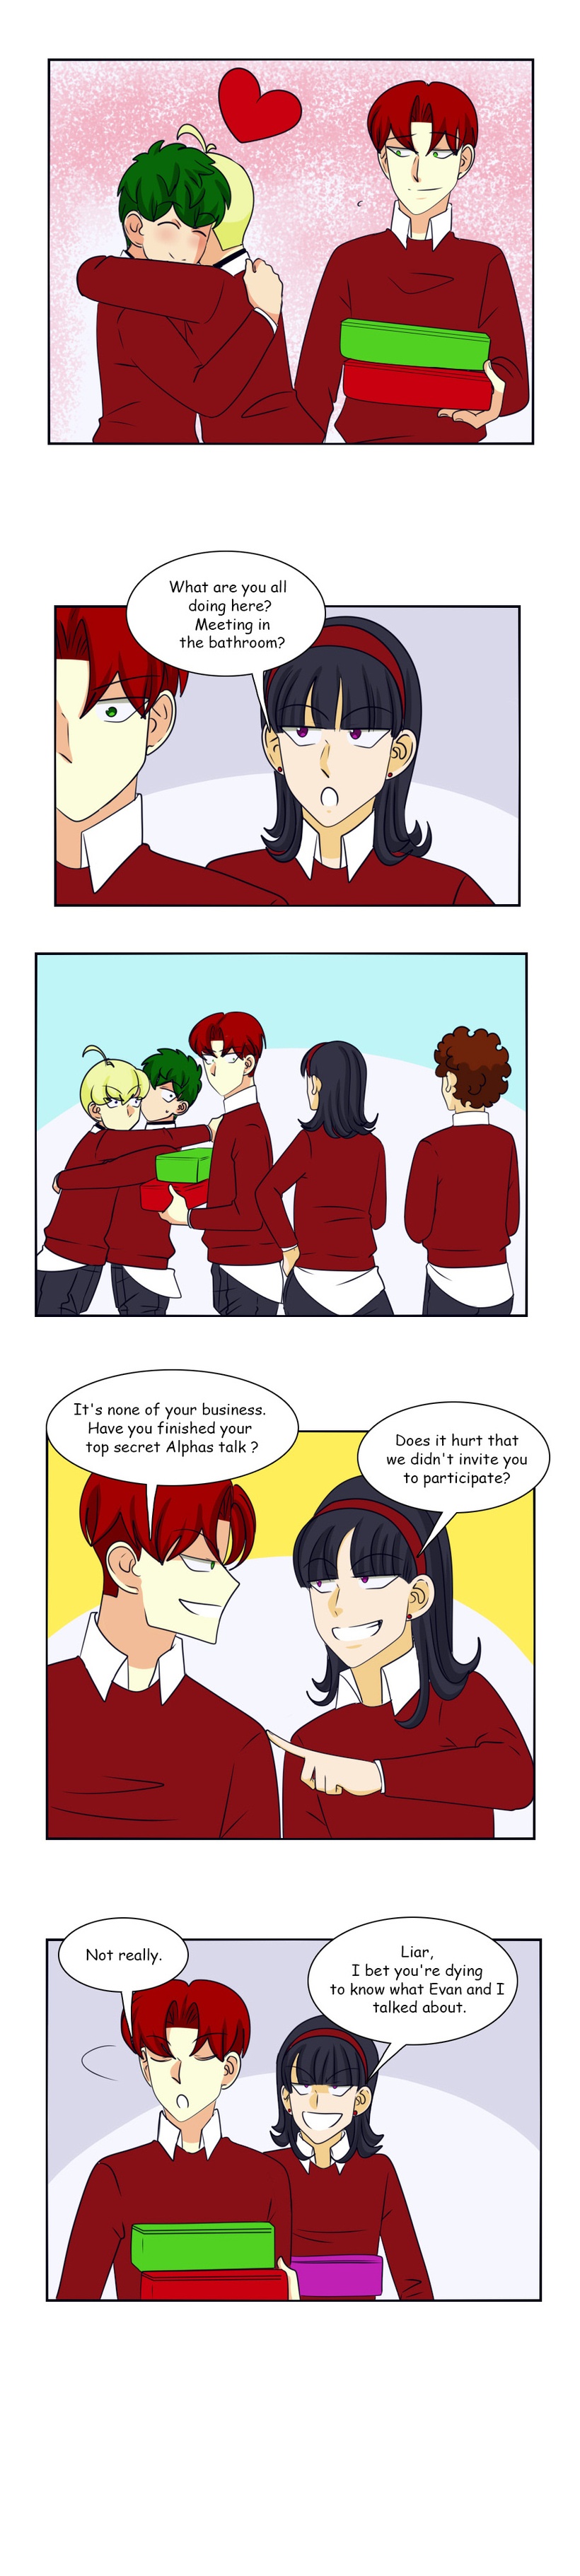 What are you all
doing here?
Meeting in
the bathroom?
It's none of your business.
Have you finished your
top secret Alphas talk ?
Does it hurt that
we didn't invite you
to participate?
Not really.
Liar,
I bet you're dying
to know what Evan and I
talked about.